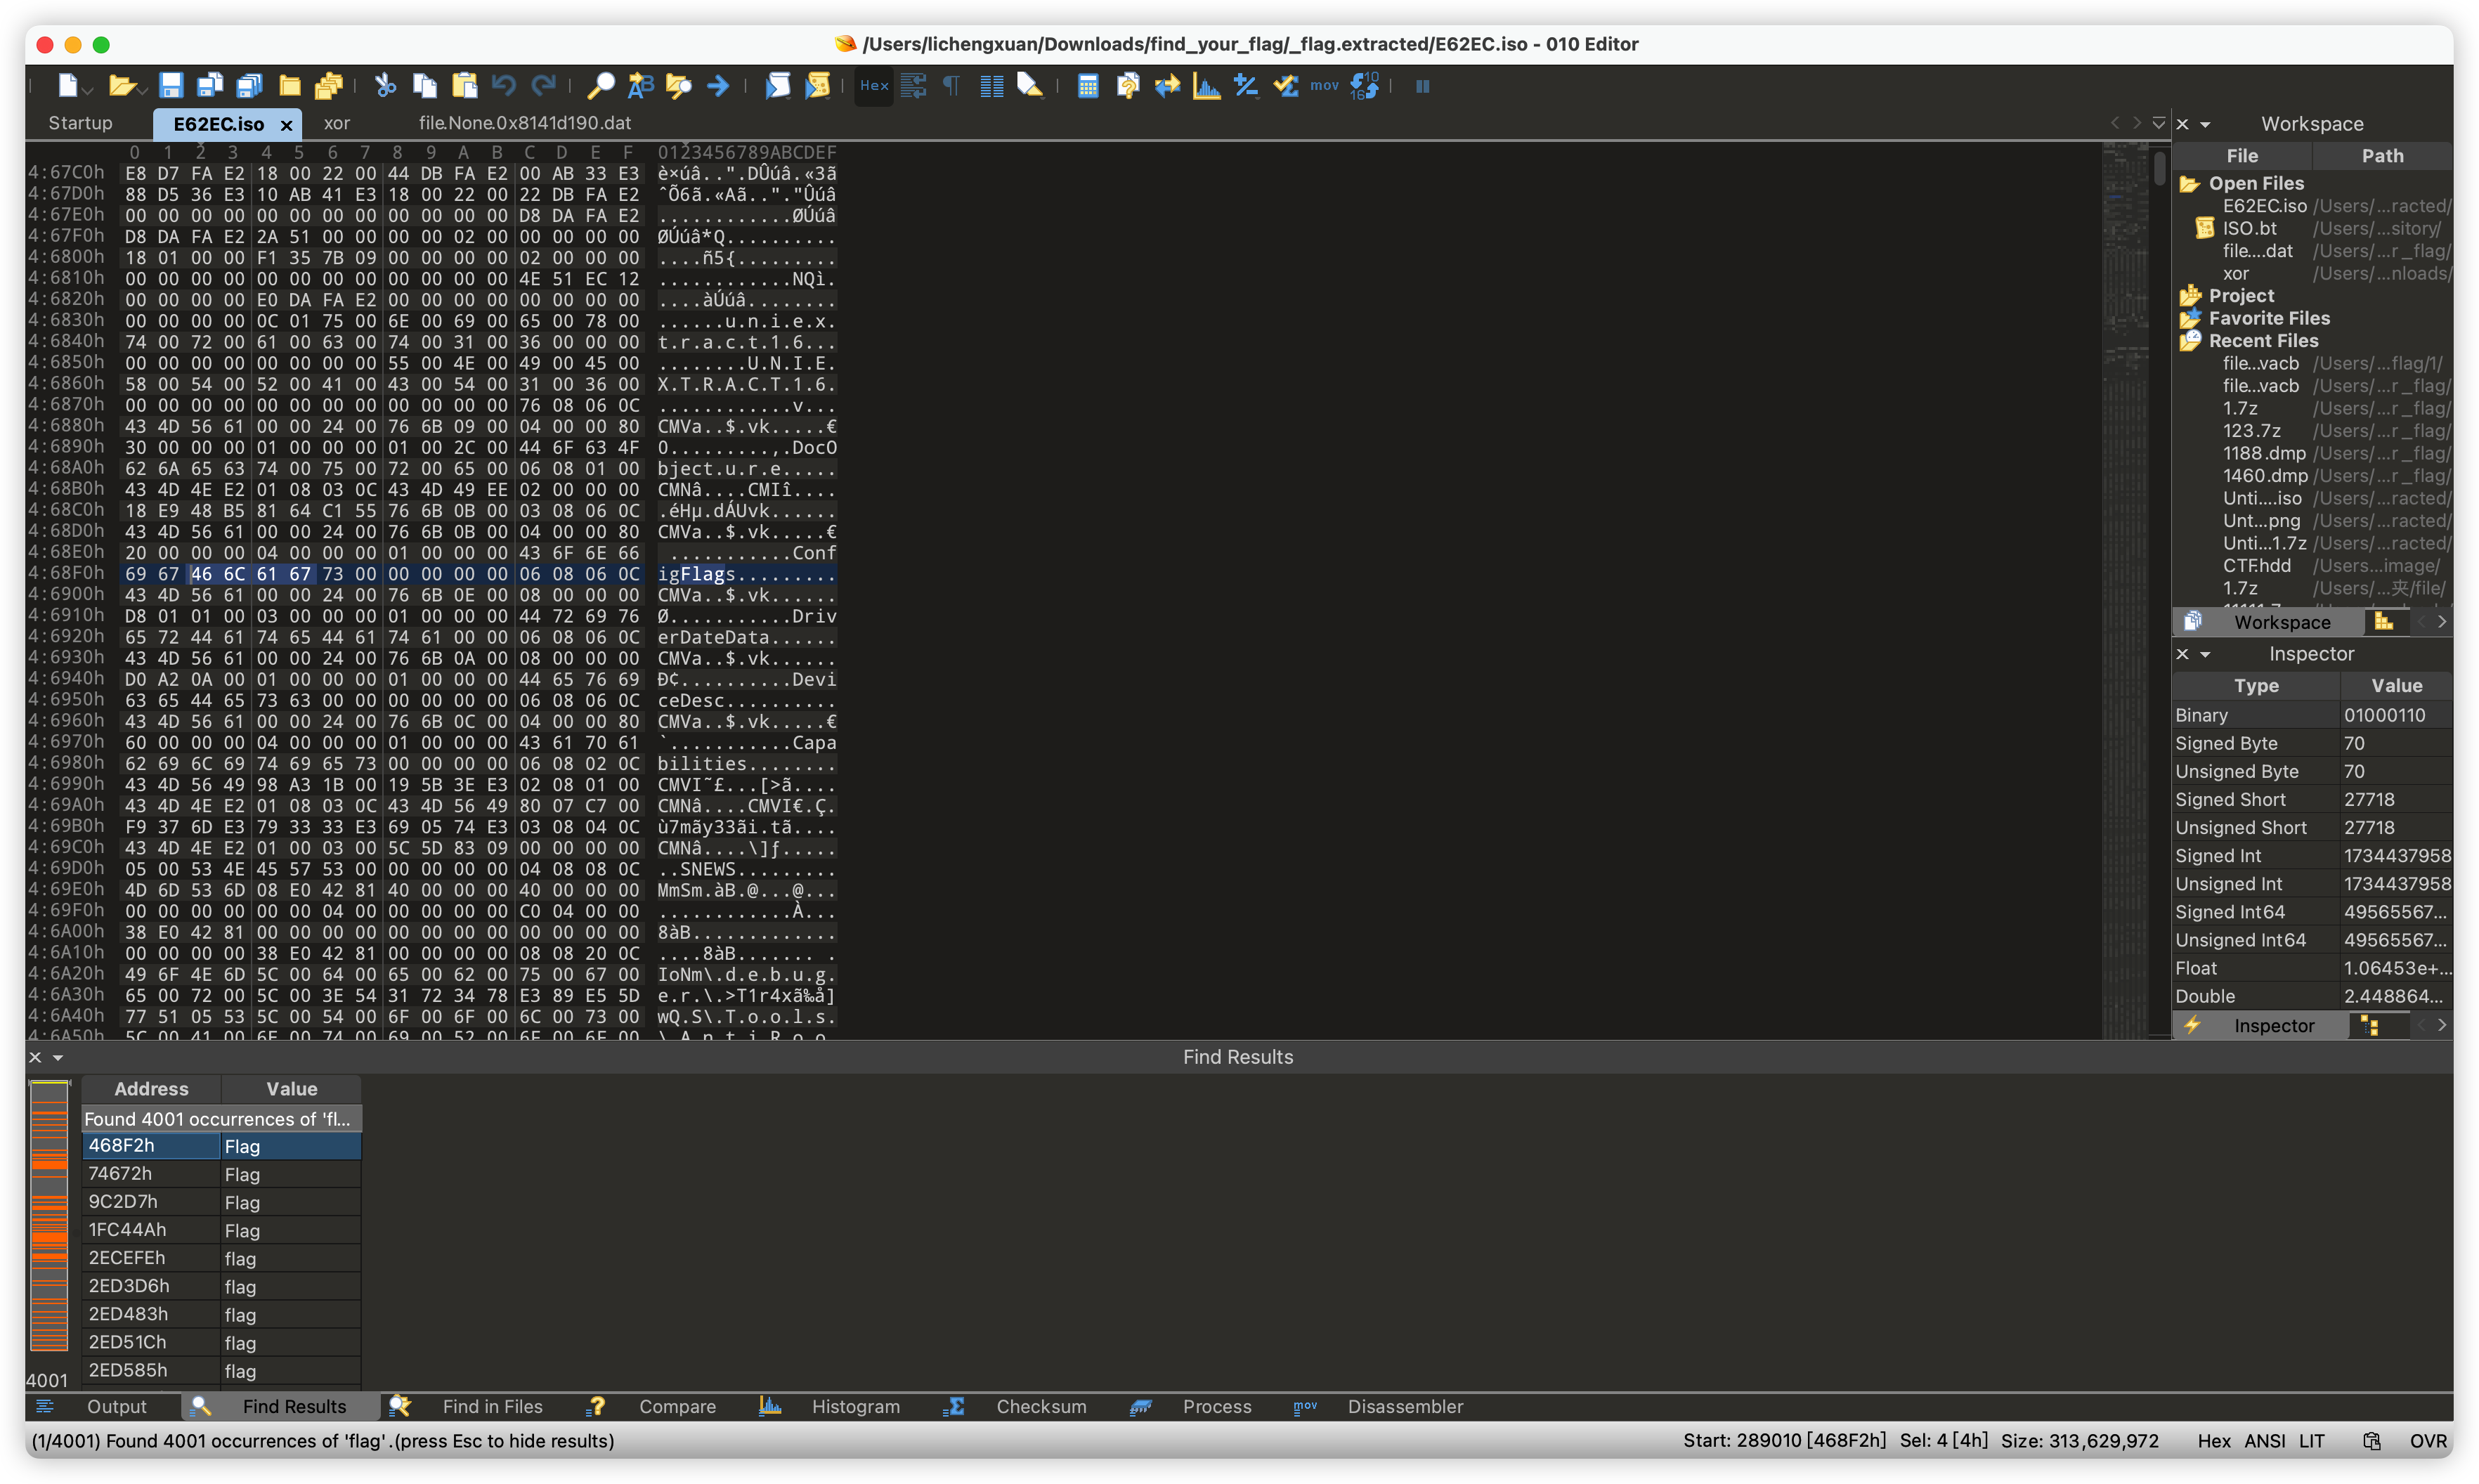 /Users/lichengxuan/Downloads/find_your_flag/_flag.extracted/E62EC.iso - 010 Editor
Hex
mov
Startup
E62EC.iso
xor
file.None.0x8141d190.dat
0 1 2 3 4 5 6 7 8 9 A B C D E F 0123456789ABCDEF
4:67C0h E8 D7 FA E2 18 00 22 00 44 DB FA E2 00 AB 33 E3 è×úâ..".DÛúâ.«3ã
4:67D0h 88 D5 36 E3 10 AB 41 E3 18 00 22 00 22 DB FA E2 ˆÕ6ã.«Aã..".\"Ûúâ
4:67E0h 00 00 00 00 00 00 00 00 00 00 00 00 D8 DA FA E2 ............ØÚúâ
4:67F0h D8 DA FA E2 2A 51 00 00 00 00 02 00 00 00 00 00 ØÚúâ*Q..........
4:6800h 18 01 00 00 F1 35 7B 09 00 00 00 00 02 00 00 00 ....ñ5{.........
4:6810h 00 00 00 00 00 00 00 00 00 00 00 00 4E 51 EC 12 ............NQì.
4:6820h 00 00 00 00 E0 DA FA E2 00 00 00 00 00 00 00 00 ....àÚúâ........
4:6830h 00 00 00 00 0C 01 75 00 6E 00 69 00 65 00 78 00 ......u.n.i.e.x.
4:6840h 74 00 72 00 61 00 63 00 74 00 31 00 36 00 00 00 t.r.a.c.t.1.6...
4:6850h 00 00 00 00 00 00 00 00 55 00 4E 00 49 00 45 00 ........U.N.I.E.
4:6860h 58 00 54 00 52 00 41 00 43 00 54 00 31 00 36 00 X.T.R.A.C.T.1.6.
4:6870h 00 00 00 00 00 00 00 00 00 00 00 00 76 08 06 0C ............v...
4:6880h 43 4D 56 61 00 00 24 00 76 6B 09 00 04 00 00 80 CMVa..$.vk.....€
4:6890h 30 00 00 00 01 00 00 00 01 00 2C 00 44 6F 63 4F 0.........,.DocO
4:68A0h 62 6A 65 63 74 00 75 00 72 00 65 00 06 08 01 00 bject.u.r.e.....
4:68B0h 43 4D 4E E2 01 08 03 0C 43 4D 49 EE 02 00 00 00 CMNâ....CMIî....
4:68C0h 18 E9 48 B5 81 64 C1 55 76 6B 0B 00 03 08 06 0C .éHµ.dÁUvk......
4:68D0h 43 4D 56 61 00 00 24 00 76 6B 0B 00 04 00 00 80 CMVa..$.vk.....€
4:68E0h 20 00 00 00 04 00 00 00 01 00 00 00 43 6F 6E 66  ...........Conf
4:68F0h 69 67 46 6C 61 67 73 00 00 00 00 00 06 08 06 0C igFlags.........
4:6900h 43 4D 56 61 00 00 24 00 76 6B 0E 00 08 00 00 00 CMVa..$.vk......
4:6910h D8 01 01 00 03 00 00 00 01 00 00 00 44 72 69 76 Ø...........Driv
4:6920h 65 72 44 61 74 65 44 61 74 61 00 00 06 08 06 0C erDateData......
4:6930h 43 4D 56 61 00 00 24 00 76 6B 0A 00 08 00 00 00 CMVa..$.vk......
4:6940h D0 A2 0A 00 01 00 00 00 01 00 00 00 44 65 76 69 Ð¢..........Devi
4:6950h 63 65 44 65 73 63 00 00 00 00 00 00 06 08 06 0C ceDesc..........
4:6960h 43 4D 56 61 00 00 24 00 76 6B 0C 00 04 00 00 80 CMVa..$.vk.....€
4:6970h 60 00 00 00 04 00 00 00 01 00 00 00 43 61 70 61 `...........Capa
4:6980h 62 69 6C 69 74 69 65 73 00 00 00 00 06 08 02 0C bilities........
4:6990h 43 4D 56 49 98 A3 1B 00 19 5B 3E E3 02 08 01 00 CMVI˜£...[>ã....
4:69A0h 43 4D 4E E2 01 08 03 0C 43 4D 56 49 80 07 C7 00 CMNâ....CMVI€.Ç.
4:69B0h F9 37 6D E3 79 33 33 E3 69 05 74 E3 03 08 04 0C ù7mãy33ãi.tã....
4:69C0h 43 4D 4E E2 01 00 03 00 5C 5D 83 09 00 00 00 00 CMNâ....\]ƒ.....
4:69D0h 05 00 53 4E 45 57 53 00 00 00 00 00 04 08 08 0C ..SNEWS.........
4:69E0h 4D 6D 53 6D 08 E0 42 81 40 00 00 00 40 00 00 00 MmSm.àB.@...@...
4:69F0h 00 00 00 00 00 04 00 00 00 00 00 00 C0 04 00 00 ............À...
4:6A00h 38 E0 42 81 00 00 00 00 00 00 00 00 00 00 00 00 8àB.............
4:6A10h 00 00 00 00 38 E0 42 81 00 00 00 00 08 08 20 0C ....8àB....... .
4:6A20h 49 6F 4E 6D 5C 00 64 00 65 00 62 00 75 00 67 00 IoNm\.d.e.b.u.g.
4:6A30h 65 00 72 00 5C 00 3E 54 31 72 34 78 E3 89 E5 5D e.r.\.>T1r4xã‰å]
4:6A40h 77 51 05 53 5C 00 54 00 6F 00 6F 00 6C 00 73 00 wQ.S\.T.o.o.l.s.
4:6A50h 5C 00 41 00 6E 00 74 00 69 00 52 00 6F 00 6F 00 \.A.n.t.i.R.o.o.
Workspace
File Path
Open Files
E62EC.iso /Users/ ...racted/
ISO.bt /Users/ ...sitory/
file....dat /Users/ ...r_flag/
xor /Users/ ...nloads/
Project
Favorite Files
Recent Files
file...vacb /Users/ ...flag/1/
file...vacb /Users/ ...r_flag/
1.7z /Users/ ...r_flag/
123.7z /Users/ ...r_flag/
1188.dmp /Users/ ...r_flag/
1460.dmp /Users/ ...r_flag/
Unti....iso /Users/ ...racted/
Unt...png /Users/ ...racted/
Unti...1.7z /Users/ ...racted/
CTF.hdd /Users...image/
1.7z /Users/ ...夹/file/
Workspace
Inspector
Type Value
Binary 01000110
Signed Byte 70
Unsigned Byte 70
Signed Short 27718
Unsigned Short 27718
Signed Int 1734437958
Unsigned Int 1734437958
Signed Int64 49565567...
Unsigned Int64 49565567...
Float 1.06453e+...
Double 2.448864...
Inspector
Find Results
Address Value
Found 4001 occurrences of 'fl...
468F2h Flag
74672h Flag
9C2D7h Flag
1FC44Ah Flag
2ECEFEh flag
2ED3D6h flag
2ED483h flag
2ED51Ch flag
2ED585h flag
4001
Output Find Results Find in Files Compare Histogram Checksum Process mov Disassembler
(1/4001) Found 4001 occurrences of 'flag'.(press Esc to hide results) Start: 289010 [468F2h] Sel: 4 [4h] Size: 313,629,972 Hex ANSI LIT OVR